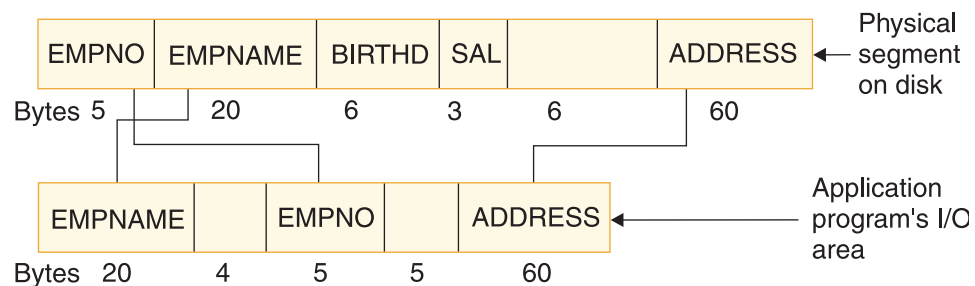 EMPNO EMPNAME BIRTHD SAL ADDRESS
Physical
segment
on disk
Bytes 5 20 6 3 6 60
EMPNAME EMPNO ADDRESS
Application
program's I/O
area
Bytes 20 4 5 5 60